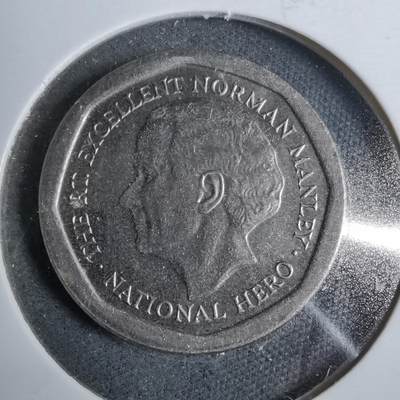 THE RT. EXCELLENT NORMAN MANLEY
· NATIONAL HERO ·